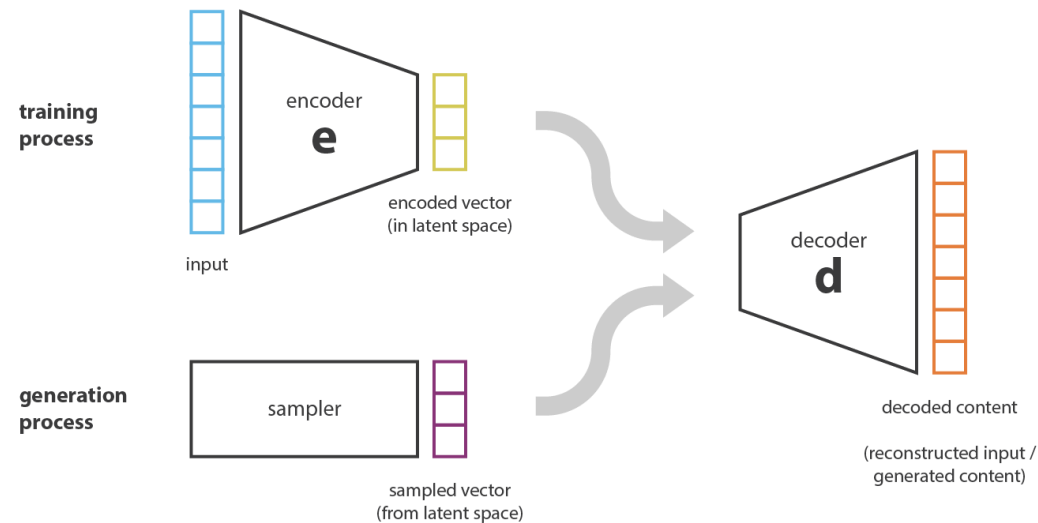 training
process
encoder
e
encoded vector
(in latent space)
input
decoder
d
generation
process
sampler
sampled vector
(from latent space)
decoded content
(reconstructed input /
generated content)